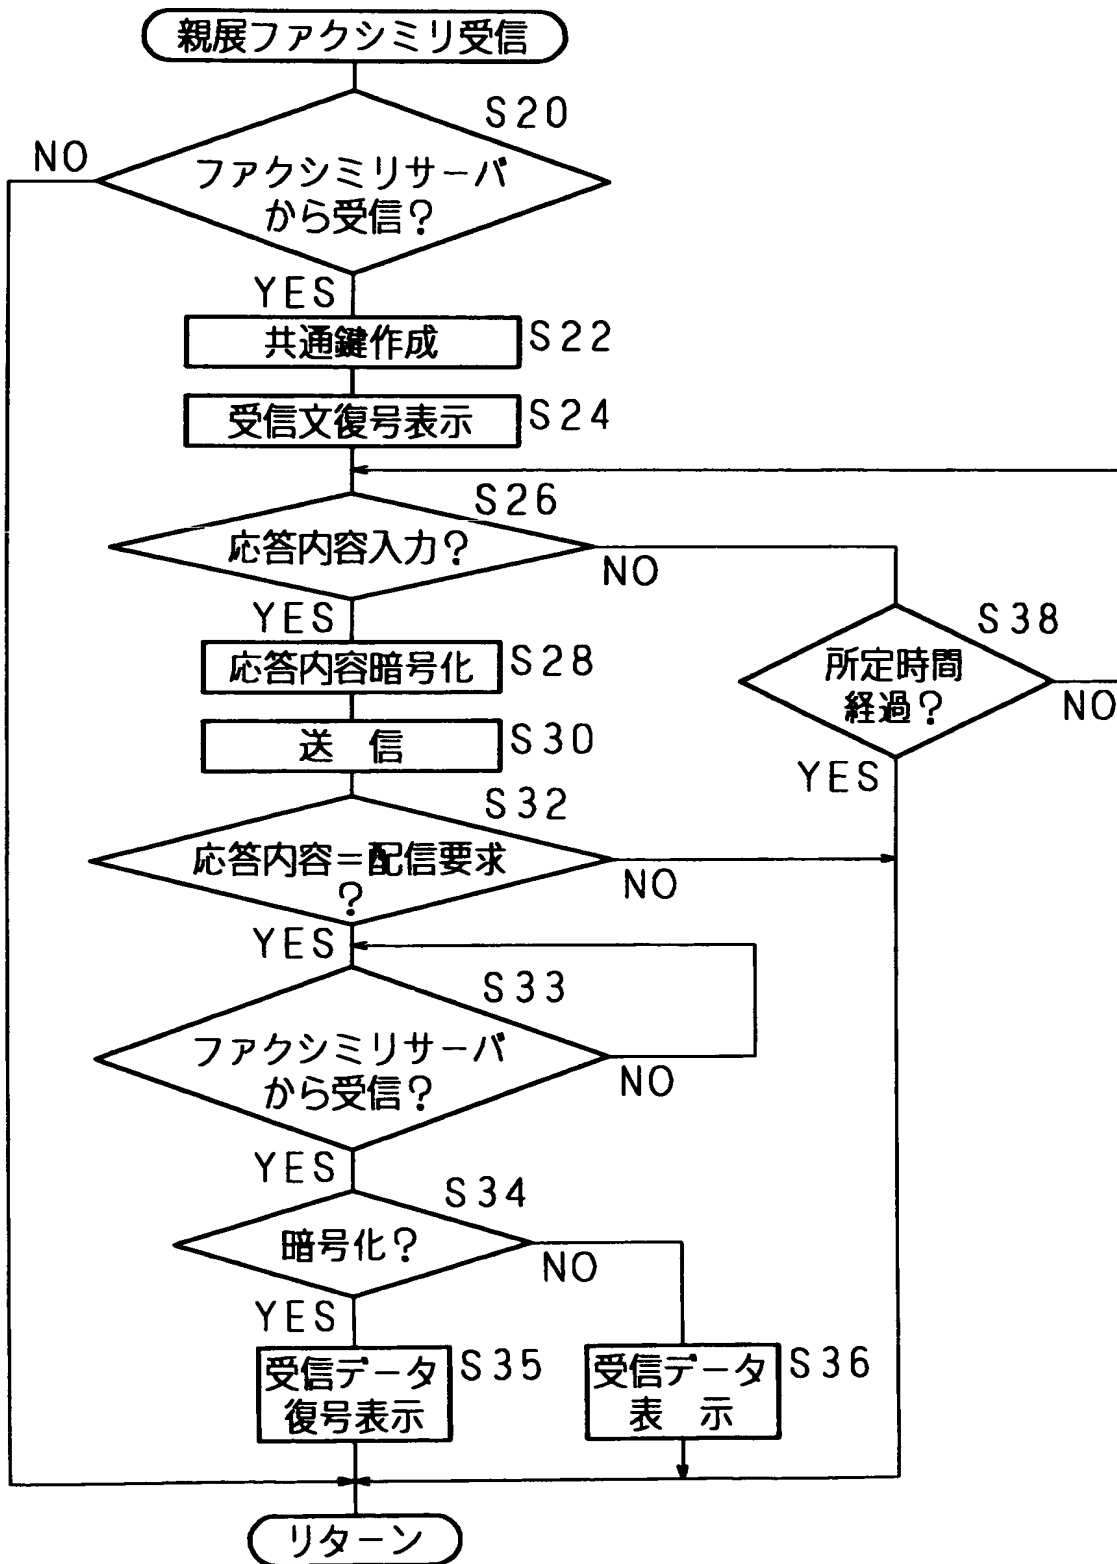 親展ファクシミリ受信
S20
NO
ファクシミリサーバ
から受信?
YES
共通鍵作成
S22
受信文復号表示
S24
S26
応答内容入力?
NO
YES
S38
所定時間
経過?
NO
YES
応答内容暗号化
S28
送 信
S30
S32
応答内容=配信要求
?
NO
YES
S33
ファクシミリサーバ
から受信?
NO
YES
S34
暗号化?
NO
YES
受信データ
復号表示
S35
受信データ
表 示
S36
リターン